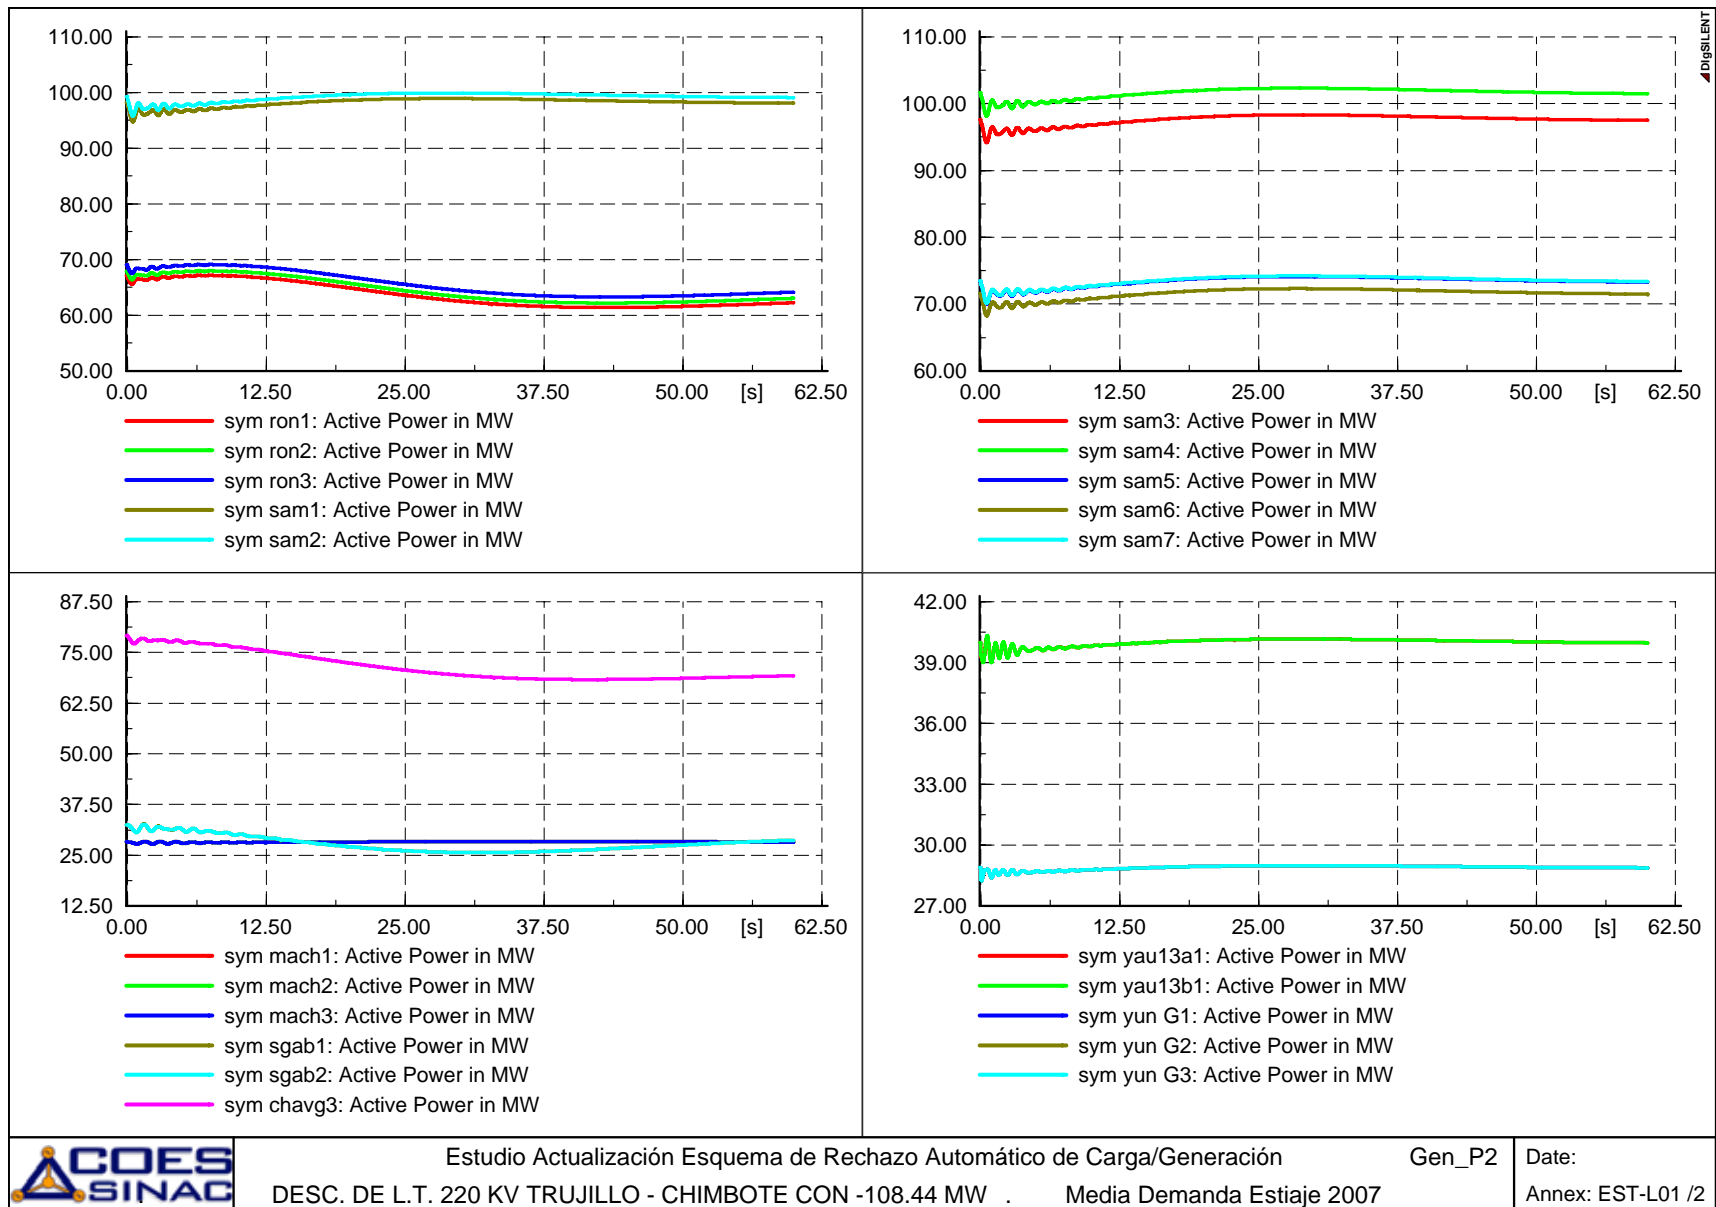 110.00
100.00
90.00
80.00
70.00
60.00
50.00
0.00 12.50 25.00 37.50 50.00 [s] 62.50
sym ron1: Active Power in MW
sym ron2: Active Power in MW
sym ron3: Active Power in MW
sym sam1: Active Power in MW
sym sam2: Active Power in MW
DIgSILENT
110.00
100.00
90.00
80.00
70.00
60.00
0.00 12.50 25.00 37.50 50.00 [s] 62.50
sym sam3: Active Power in MW
sym sam4: Active Power in MW
sym sam5: Active Power in MW
sym sam6: Active Power in MW
sym sam7: Active Power in MW
87.50
75.00
62.50
50.00
37.50
25.00
12.50
0.00 12.50 25.00 37.50 50.00 [s] 62.50
sym mach1: Active Power in MW
sym mach2: Active Power in MW
sym mach3: Active Power in MW
sym sgab1: Active Power in MW
sym sgab2: Active Power in MW
sym chavg3: Active Power in MW
42.00
39.00
36.00
33.00
30.00
27.00
0.00 12.50 25.00 37.50 50.00 [s] 62.50
sym yau13a1: Active Power in MW
sym yau13b1: Active Power in MW
sym yun G1: Active Power in MW
sym yun G2: Active Power in MW
sym yun G3: Active Power in MW
COES
SINAC
Estudio Actualización Esquema de Rechazo Automático de Carga/Generación Gen_P2
DESC. DE L.T. 220 KV TRUJILLO - CHIMBOTE CON -108.44 MW . Media Demanda Estiaje 2007
Date:
Annex: EST-L01 /2